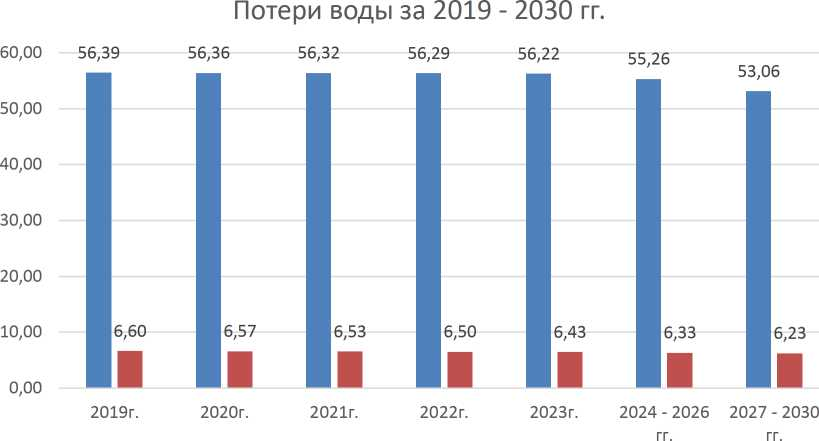 Потери воды за 2019 - 2030 гг.
60,00
50,00
40,00
30,00
20,00
10,00
0,00
56,39
56,36
56,32
56,29
56,22
55,26
53,06
6,60
6,57
6,53
6,50
6,43
6,33
6,23
2019г.
2020г.
2021г.
2022г.
2023г.
2024 - 2026
гг.
2027 - 2030
гг.